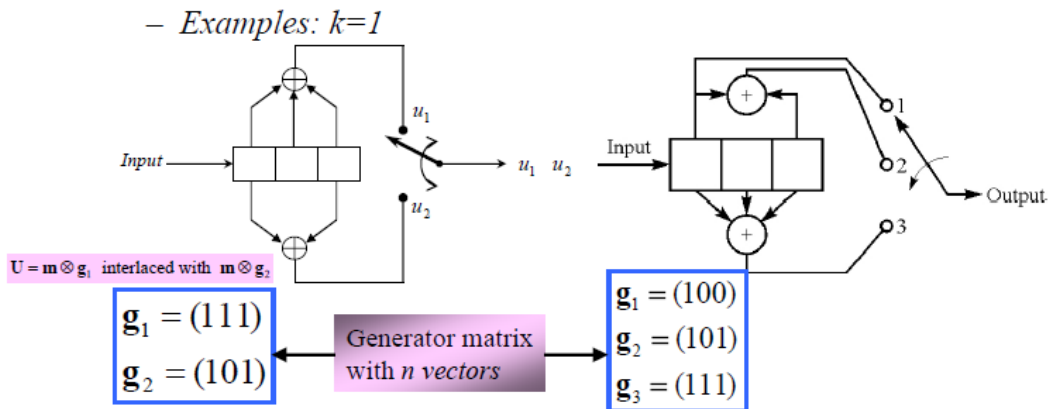 – Examples: k=1
u₁
Input
u₁ u₂
u₂
U = m ⊗ g₁ interlaced with m ⊗ g₂
g₁ = (111)
g₂ = (101)
Generator matrix
with n vectors
+
1
Input
2
Output
+
3
g₁ = (100)
g₂ = (101)
g₃ = (111)